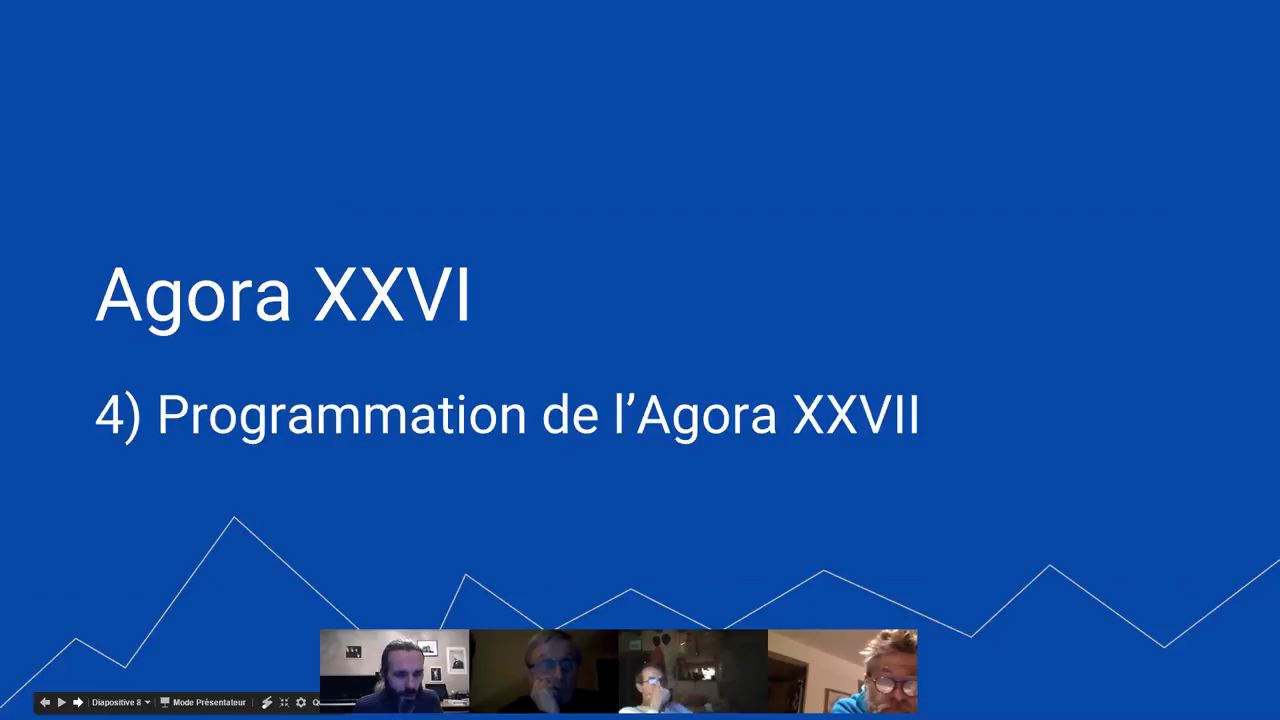 Agora XXVI
4) Programmation de l’Agora XXVII
Diapositive 8
Mode Présentateur